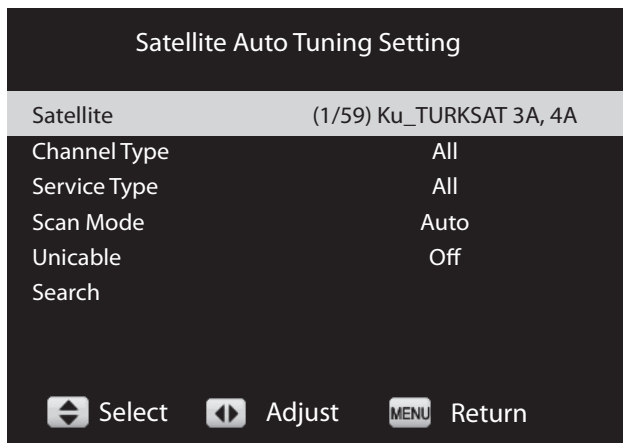 Satellite Auto Tuning Setting
Satellite (1/59) Ku_TURKSAT 3A, 4A
Channel Type All
Service Type All
Scan Mode Auto
Unicable Off
Search
Select Adjust MENU Return